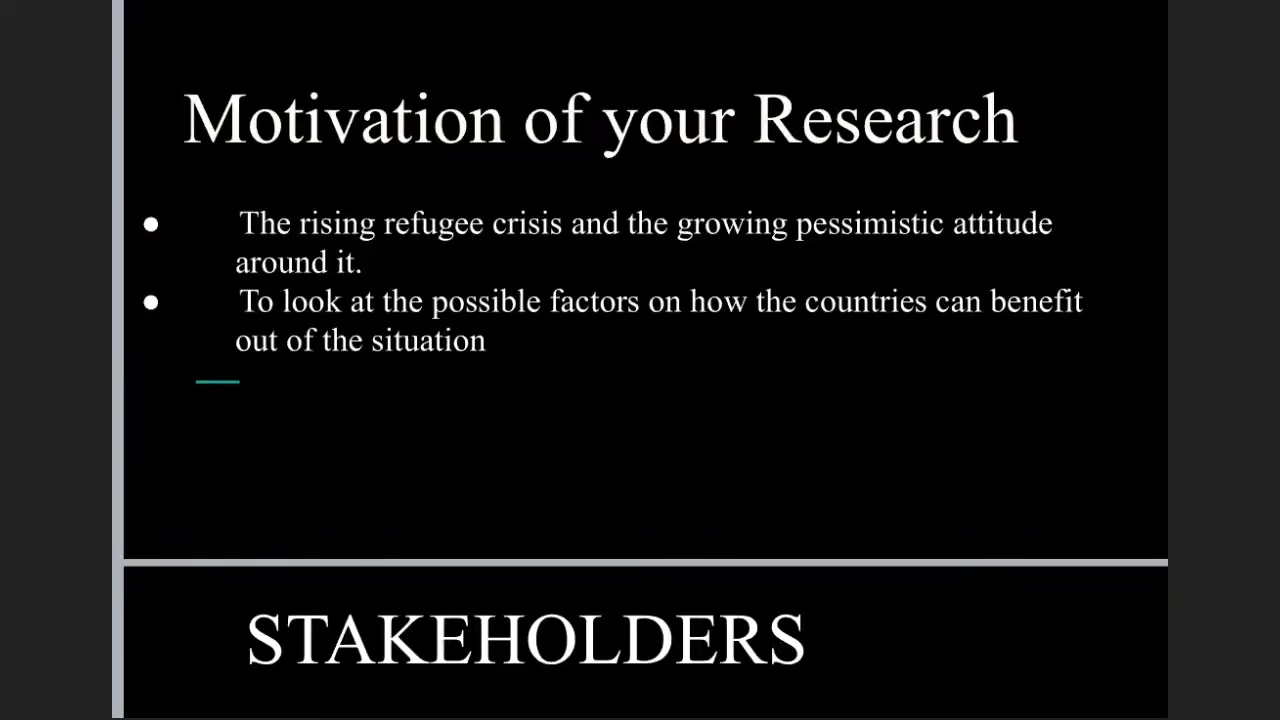 Motivation of your Research
● The rising refugee crisis and the growing pessimistic attitude
around it.
● To look at the possible factors on how the countries can benefit
out of the situation
STAKEHOLDERS